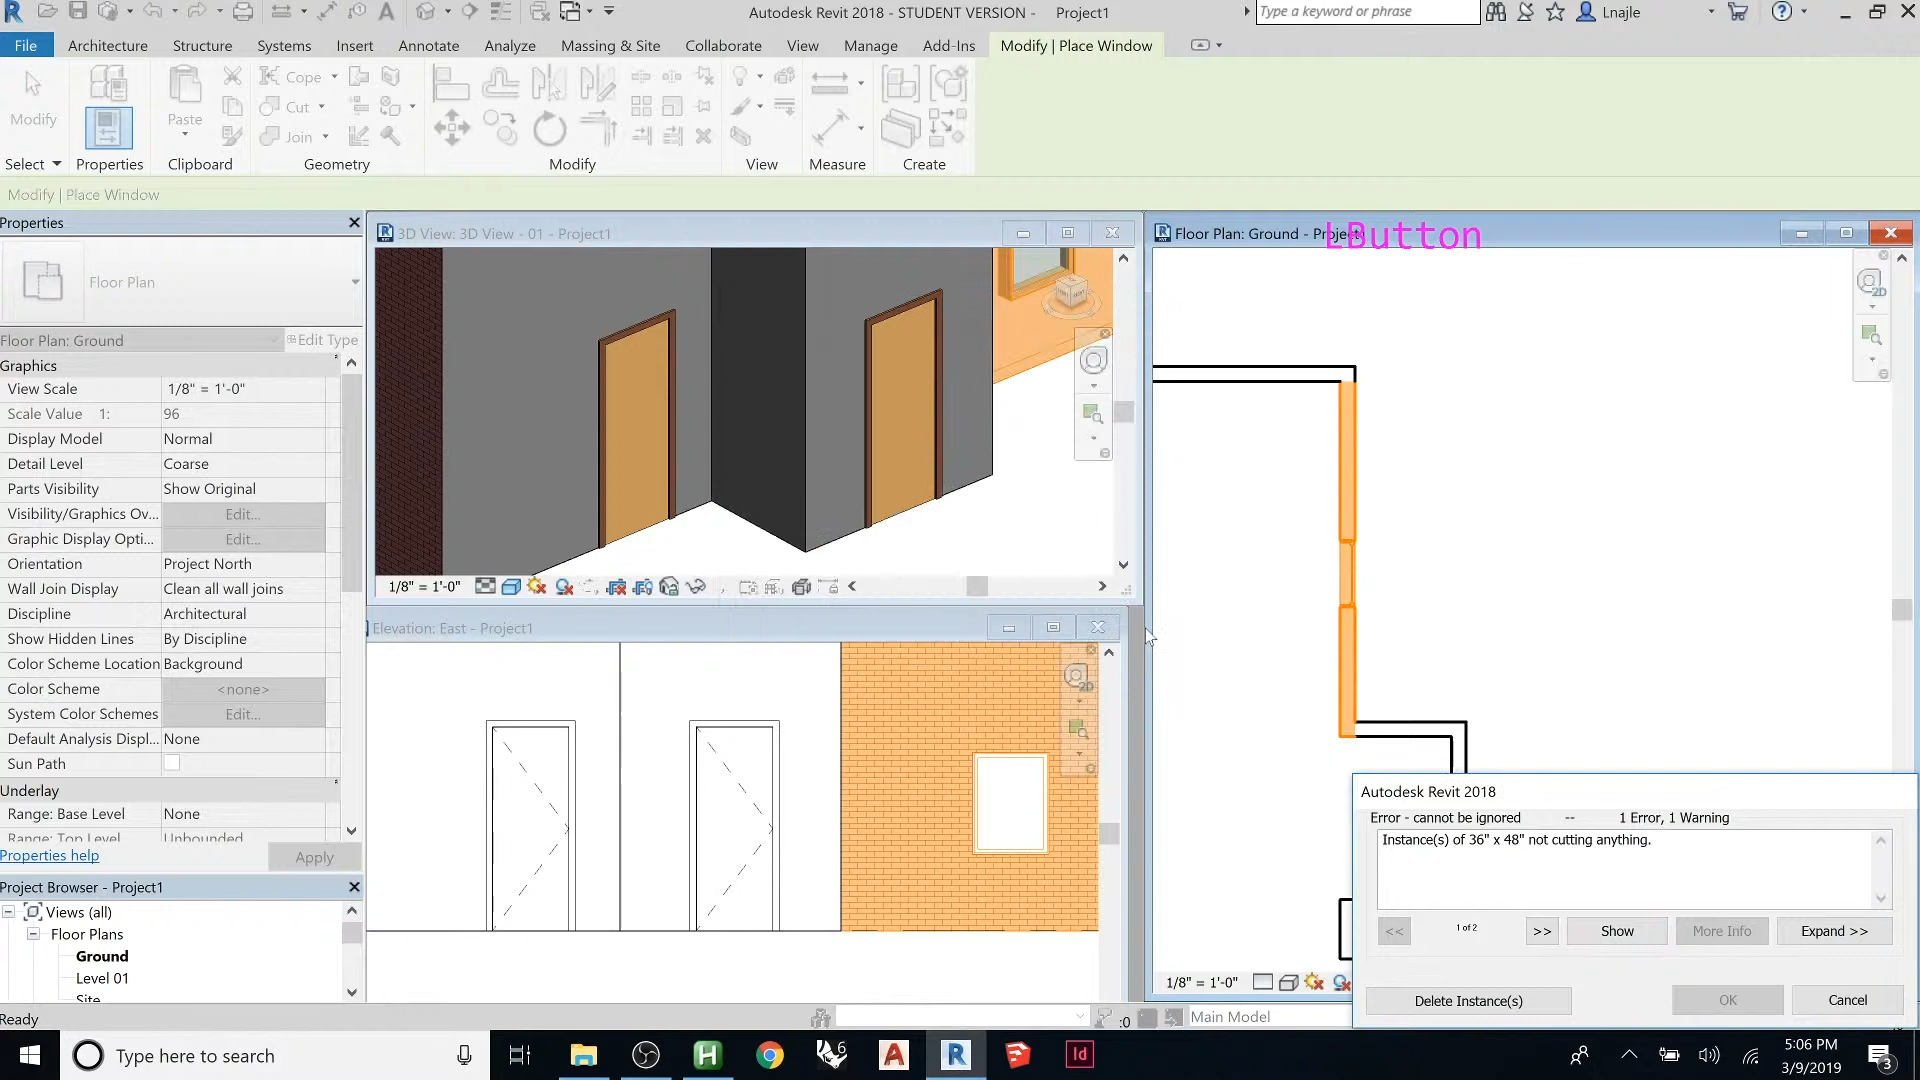 Autodesk Revit 2018 - STUDENT VERSION - Project1
Type a keyword or phrase
Lnajle
File Architecture Structure Systems Insert Annotate Analyze Massing & Site Collaborate View Manage Add-Ins Modify | Place Window
Modify
Paste
Cope
Cut
Join
Select Properties Clipboard Geometry Modify View Measure Create
Modify | Place Window
Properties
Floor Plan
Floor Plan: Ground
Edit Type
Graphics
View Scale 1/8" = 1'-0"
Scale Value 1: 96
Display Model Normal
Detail Level Coarse
Parts Visibility Show Original
Visibility/Graphics Ov... Edit...
Graphic Display Opti... Edit...
Orientation Project North
Wall Join Display Clean all wall joins
Discipline Architectural
Show Hidden Lines By Discipline
Color Scheme Location Background
Color Scheme <none>
System Color Schemes Edit...
Default Analysis Displ... None
Sun Path
Underlay
Range: Base Level None
Range: Top Level Unbounded
Properties help
Apply
Project Browser - Project1
Views (all)
Floor Plans
Ground
Level 01
Site
Ready
3D View: 3D View - 01 - Project1
1/8" = 1'-0"
Elevation: East - Project1
Floor Plan: Ground - Project1
LButton
2D
2D
1/8" = 1'-0"
Autodesk Revit 2018
Error - cannot be ignored -- 1 Error, 1 Warning
Instance(s) of 36" x 48" not cutting anything.
<< 1 of 2 >> Show More Info Expand >>
Delete Instance(s) OK Cancel
:0
Main Model
Type here to search
H
6
A
R
Id
5:06 PM
3/9/2019
3